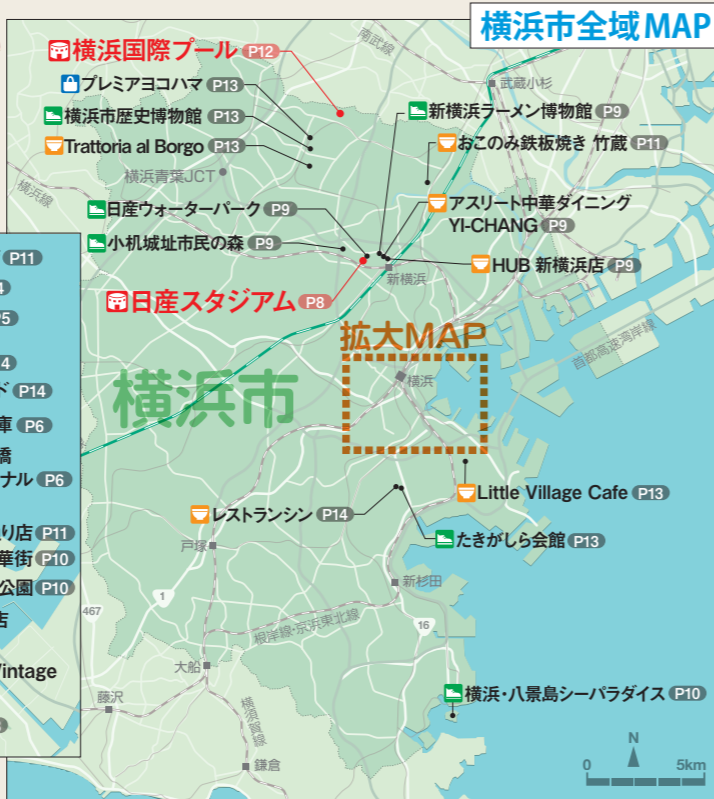 横浜市全域MAP
横浜国際プール P12
プレミアヨコハマ P13
横浜市歴史博物館 P13
Trattoria al Borgo P13
横浜青葉JCT
横浜線
南武線
武蔵小杉
新横浜ラーメン博物館 P9
おこのみ鉄板焼き 竹蔵 P11
アスリート中華ダイニング
YI-CHANG P9
HUB 新横浜店 P9
日産ウォーターパーク P9
小机城址市民の森 P9
新横浜
日産スタジアム P8
拡大MAP
横浜
首都高速湾岸線
横浜市
Little Village Cafe P13
レストランシン P14
たきがしら会館 P13
戸塚
新杉田
1
467
16
根岸線・京浜東北線
大船
藤沢
横須賀線
鎌倉
横浜・八景島シーパラダイス P10
N
0 5km
P11
P14
庫 P6
橋
ナル P6
り店 P11
華街 P10
公園 P10
店
Vintage